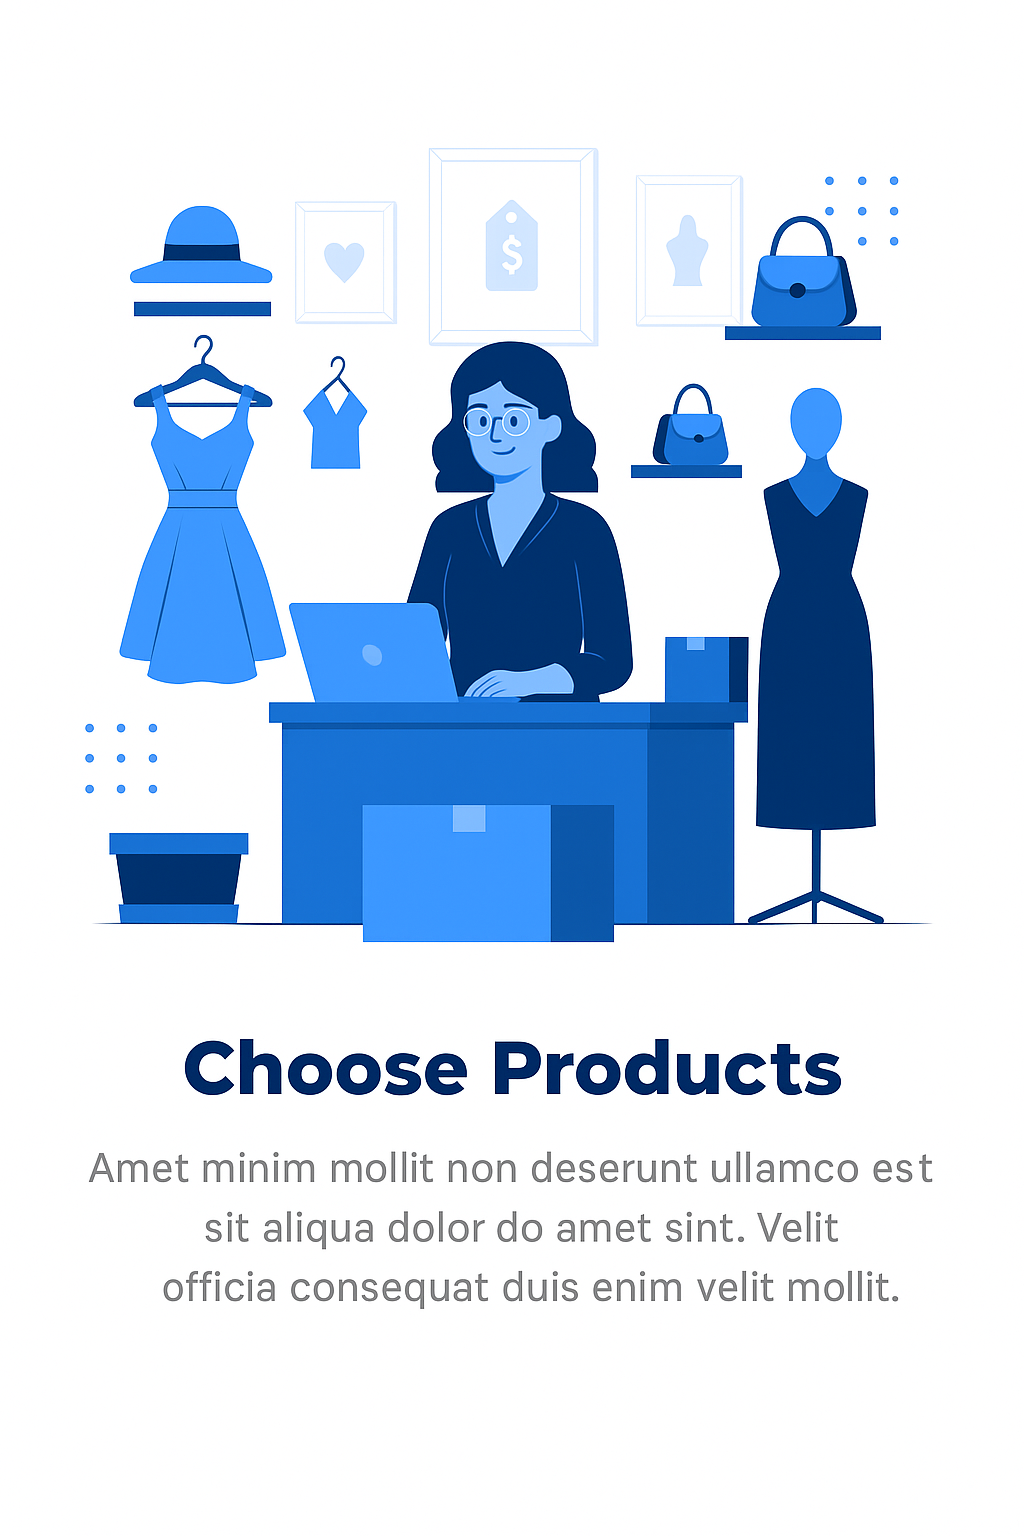 $
Choose Products
Amet minim mollit non deserunt ullamco est
sit aliqua dolor do amet sint. Velit
officia consequat duis enim velit mollit.